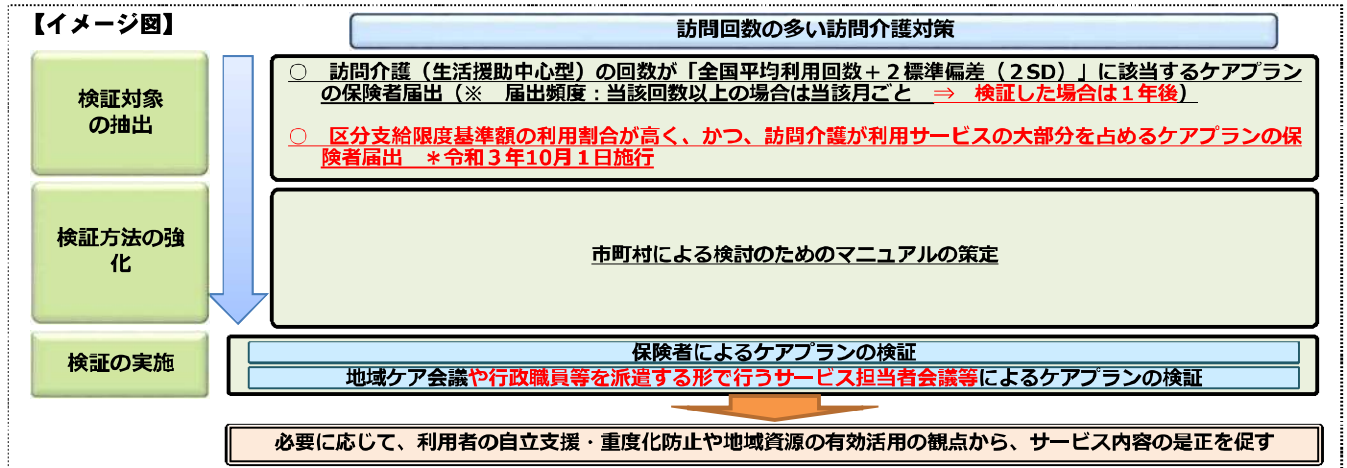 【イメージ図】
訪問回数の多い訪問介護対策
検証対象
の抽出
○　訪問介護（生活援助中心型）の回数が「全国平均利用回数＋２標準偏差（２SD）」に該当するケアプラン
の保険者届出（※　届出頻度：当該回数以上の場合は当該月ごと　⇒　検証した場合は１年後）
○　区分支給限度基準額の利用割合が高く、かつ、訪問介護が利用サービスの大部分を占めるケアプランの保
険者届出　＊令和３年10月１日施行
検証方法の強
化
市町村による検討のためのマニュアルの策定
検証の実施
保険者によるケアプランの検証
地域ケア会議や行政職員等を派遣する形で行うサービス担当者会議等によるケアプランの検証
必要に応じて、利用者の自立支援・重度化防止や地域資源の有効活用の観点から、サービス内容の是正を促す